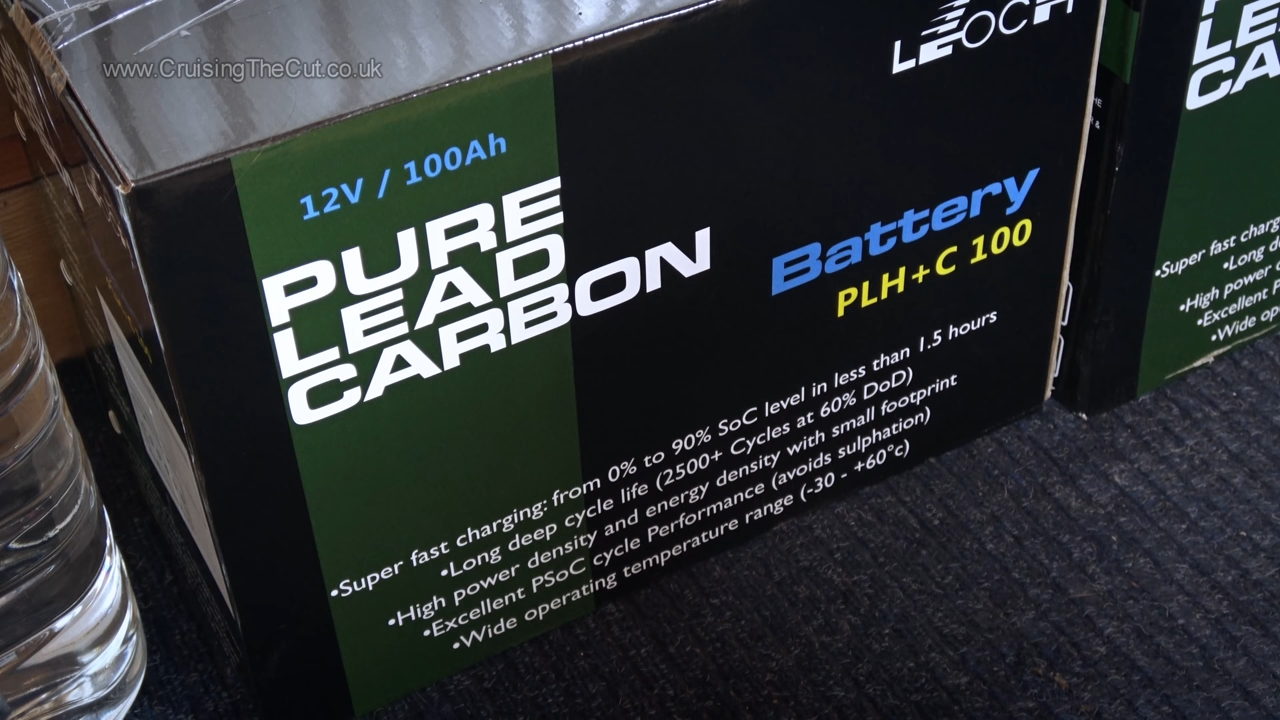 www.CruisingTheCut.co.uk
LEOCH
12V / 100Ah
PURE
LEAD
CARBON
Battery
PLH+C 100
•Super fast charging: from 0% to 90% SoC level in less than 1.5 hours
•Long deep cycle life (2500+ Cycles at 60% DoD)
•High power density and energy density with small footprint
•Excellent PSoC cycle Performance (avoids sulphation)
•Wide operating temperature range (-30 - +60°c)
LE
CA
•Super fast charg
•Long d
•High power
•Excellent P
•Wide op